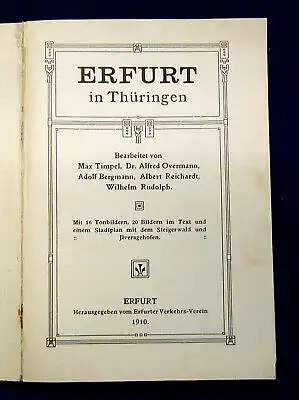 ERFURT
in Thüringen
Bearbeitet von
Max Timpel, Dr. Alfred Overmann,
Adolf Bergmann, Albert Reichardt,
Wilhelm Rudolph.
Mit 16 Tonbildern, 20 Bildern im Text und
einem Stadtplan mit dem Steigerwald und
:: Ilversgehofen. ::
ERFURT
Herausgegeben vom Erfurter Verkehrs-Verein
1910.